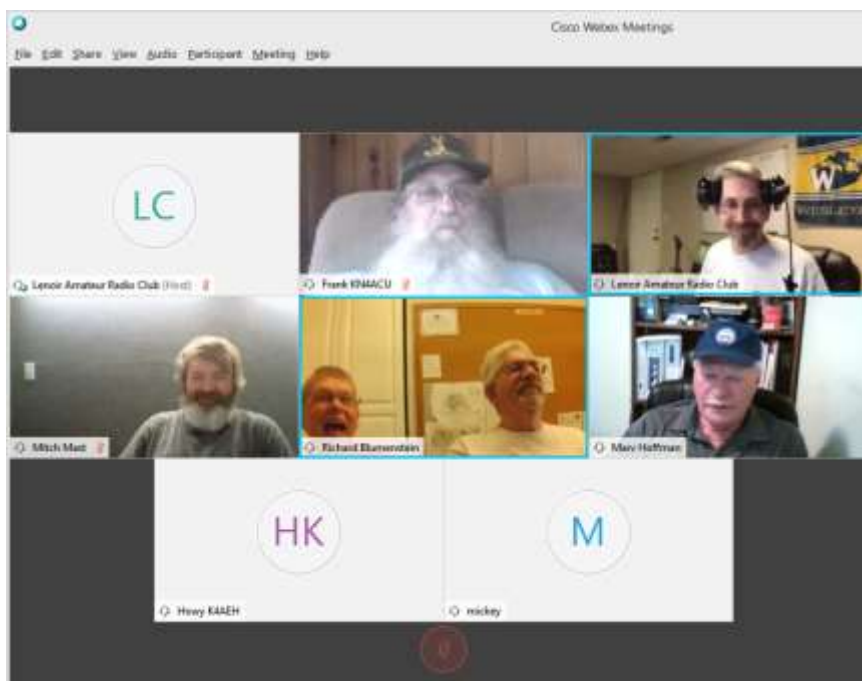 Cisco Webex Meetings
File Edit Share View Audio Participant Meeting Help
LC
Lenoir Amateur Radio Club (Host)
Frank KN4ACU
W
Lenoir Amateur Radio Club
Mitch Mast
Richard Blumenstein
Marv Hoffman
HK
M
Howy K4AEH
mickey